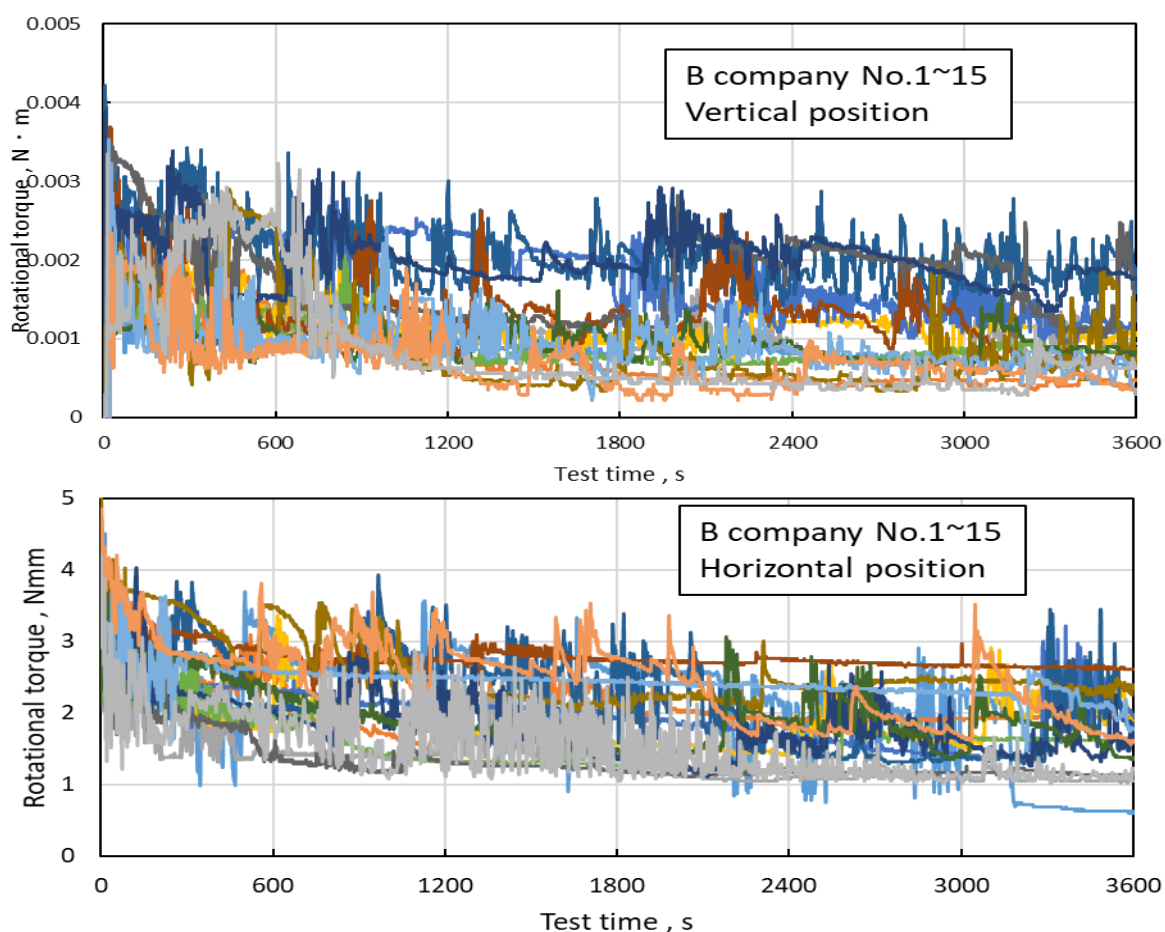 0.005
0.004
0.003
0.002
0.001
0
Rotational torque , N・m
B company No.1~15
Vertical position
0 600 1200 1800 2400 3000 3600
Test time , s
5
4
3
2
1
0
Rotational torque , Nmm
B company No.1~15
Horizontal position
0 600 1200 1800 2400 3000 3600
Test time , s